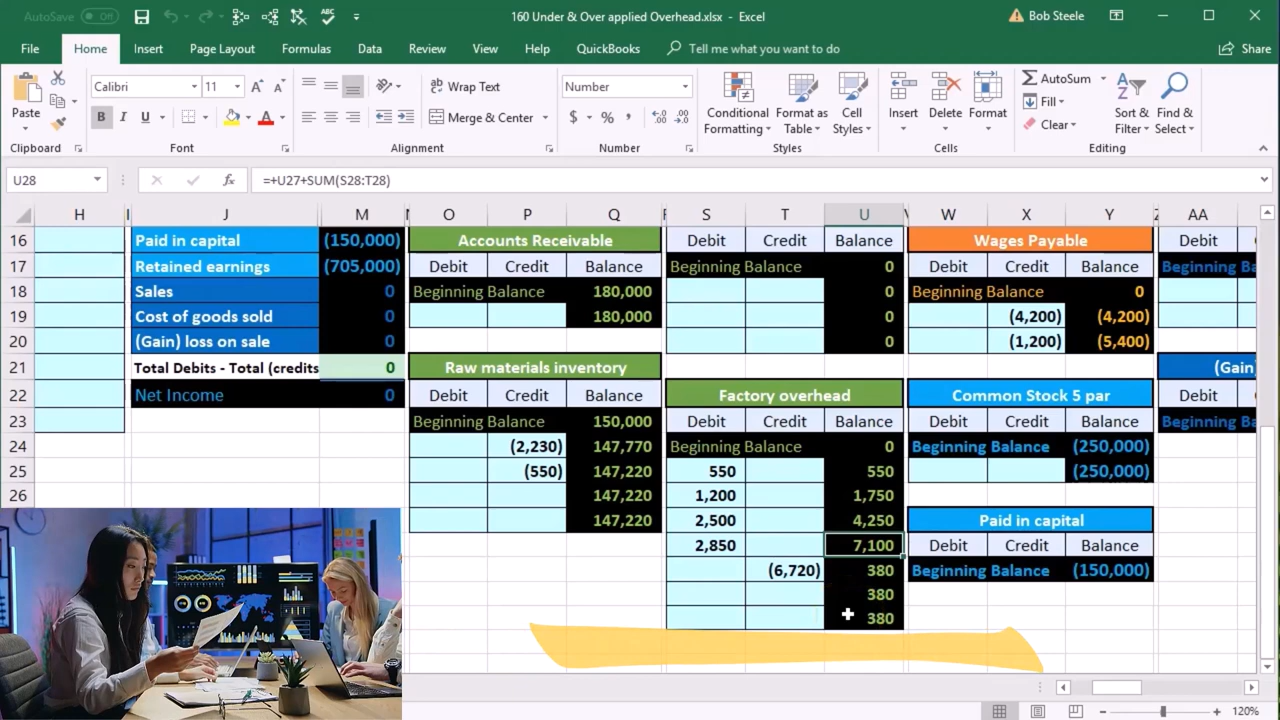 AutoSave Off 160 Under & Over applied Overhead.xlsx - Excel Bob Steele
File Home Insert Page Layout Formulas Data Review View Help QuickBooks Tell me what you want to do Share
Calibri 11 Wrap Text Number AutoSum
Paste Merge & Center $ % , Conditional Formatting Format as Table Cell Styles Insert Delete Format Fill Clear Sort & Filter Find & Select
Clipboard Font Alignment Number Styles Cells Editing
U28 fx =+U27+SUM(S28:T28)
H I J M O P Q S T U W X Y Z AA
16 Paid in capital (150,000) Accounts Receivable Debit Credit Balance Wages Payable Debit
17 Retained earnings (705,000) Debit Credit Balance Beginning Balance 0 Debit Credit Balance Beginning Ba
18 Sales 0 Beginning Balance 180,000 0 Beginning Balance 0
19 Cost of goods sold 0 180,000 0 (4,200) (4,200)
20 (Gain) loss on sale 0 0 (1,200) (5,400)
21 Total Debits - Total (credits 0 Raw materials inventory (Gain)
22 Net Income 0 Debit Credit Balance Factory overhead Common Stock 5 par Debit
23 Beginning Balance 150,000 Debit Credit Balance Debit Credit Balance Beginning Ba
24 (2,230) 147,770 Beginning Balance 0 Beginning Balance (250,000)
25 (550) 147,220 550 550 (250,000)
26 147,220 1,200 1,750
147,220 2,500 4,250 Paid in capital
2,850 7,100 Debit Credit Balance
(6,720) 380 Beginning Balance (150,000)
380
380
120%